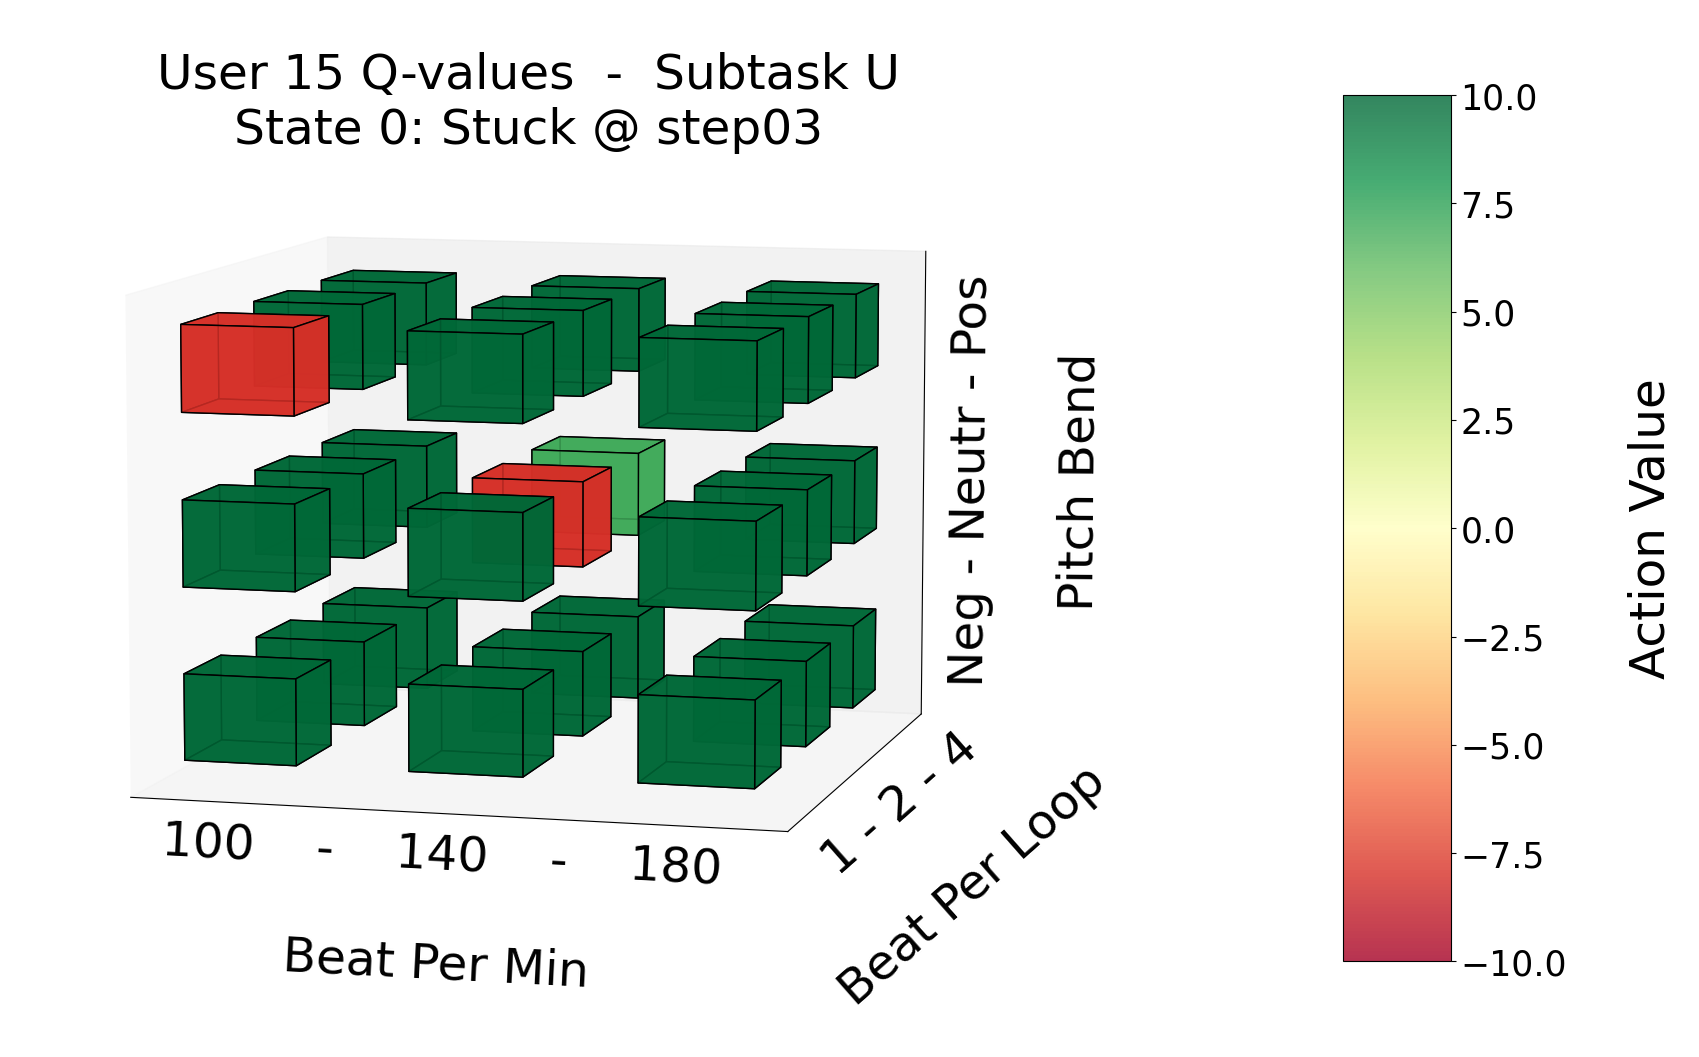 User 15 Q-values  -  Subtask U
State 0: Stuck @ step03
100 - 140 - 180
Beat Per Min
1 - 2 - 4
Beat Per Loop
Neg - Neutr - Pos
Pitch Bend
10.0
7.5
5.0
2.5
0.0
−2.5
−5.0
−7.5
−10.0
Action Value